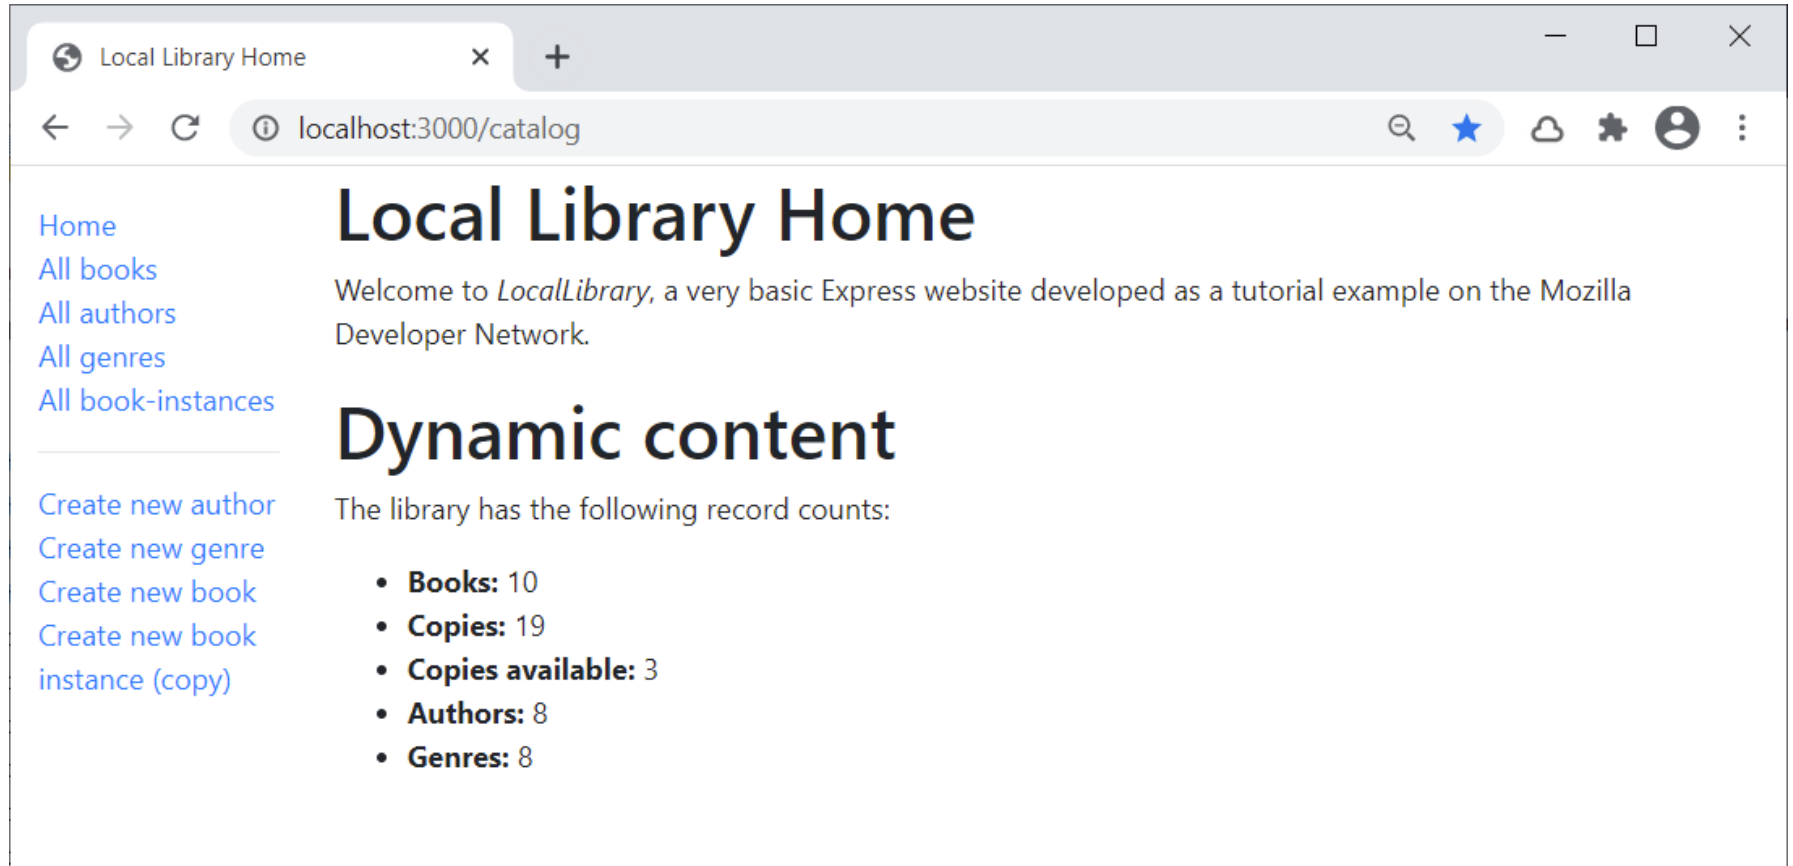 Local Library Home
localhost:3000/catalog
Home
All books
All authors
All genres
All book-instances
Create new author
Create new genre
Create new book
Create new book
instance (copy)
Local Library Home
Welcome to LocalLibrary, a very basic Express website developed as a tutorial example on the Mozilla
Developer Network.
Dynamic content
The library has the following record counts:
• Books: 10
• Copies: 19
• Copies available: 3
• Authors: 8
• Genres: 8